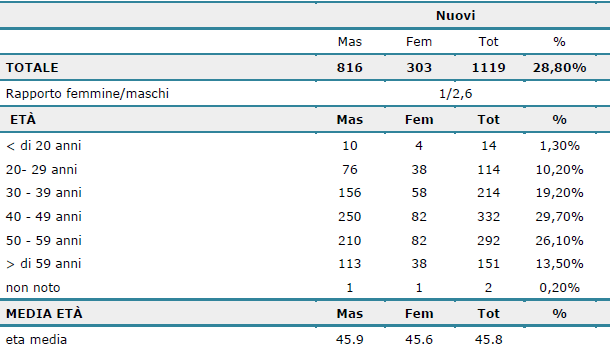 Nuovi
Mas Fem Tot %
TOTALE 816 303 1119 28,80%
Rapporto femmine/maschi 1/2,6
ETÀ Mas Fem Tot %
< di 20 anni 10 4 14 1,30%
20- 29 anni 76 38 114 10,20%
30 - 39 anni 156 58 214 19,20%
40 - 49 anni 250 82 332 29,70%
50 - 59 anni 210 82 292 26,10%
> di 59 anni 113 38 151 13,50%
non noto 1 1 2 0,20%
MEDIA ETÀ Mas Fem Tot %
eta media 45.9 45.6 45.8